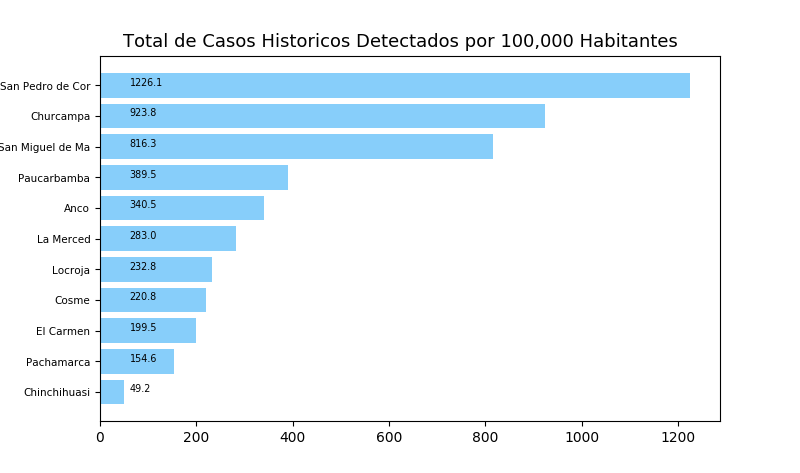 Total de Casos Historicos Detectados por 100,000 Habitantes
San Pedro de Cor 1226.1
Churcampa 923.8
San Miguel de Ma 816.3
Paucarbamba 389.5
Anco 340.5
La Merced 283.0
Locroja 232.8
Cosme 220.8
El Carmen 199.5
Pachamarca 154.6
Chinchihuasi 49.2
0 200 400 600 800 1000 1200